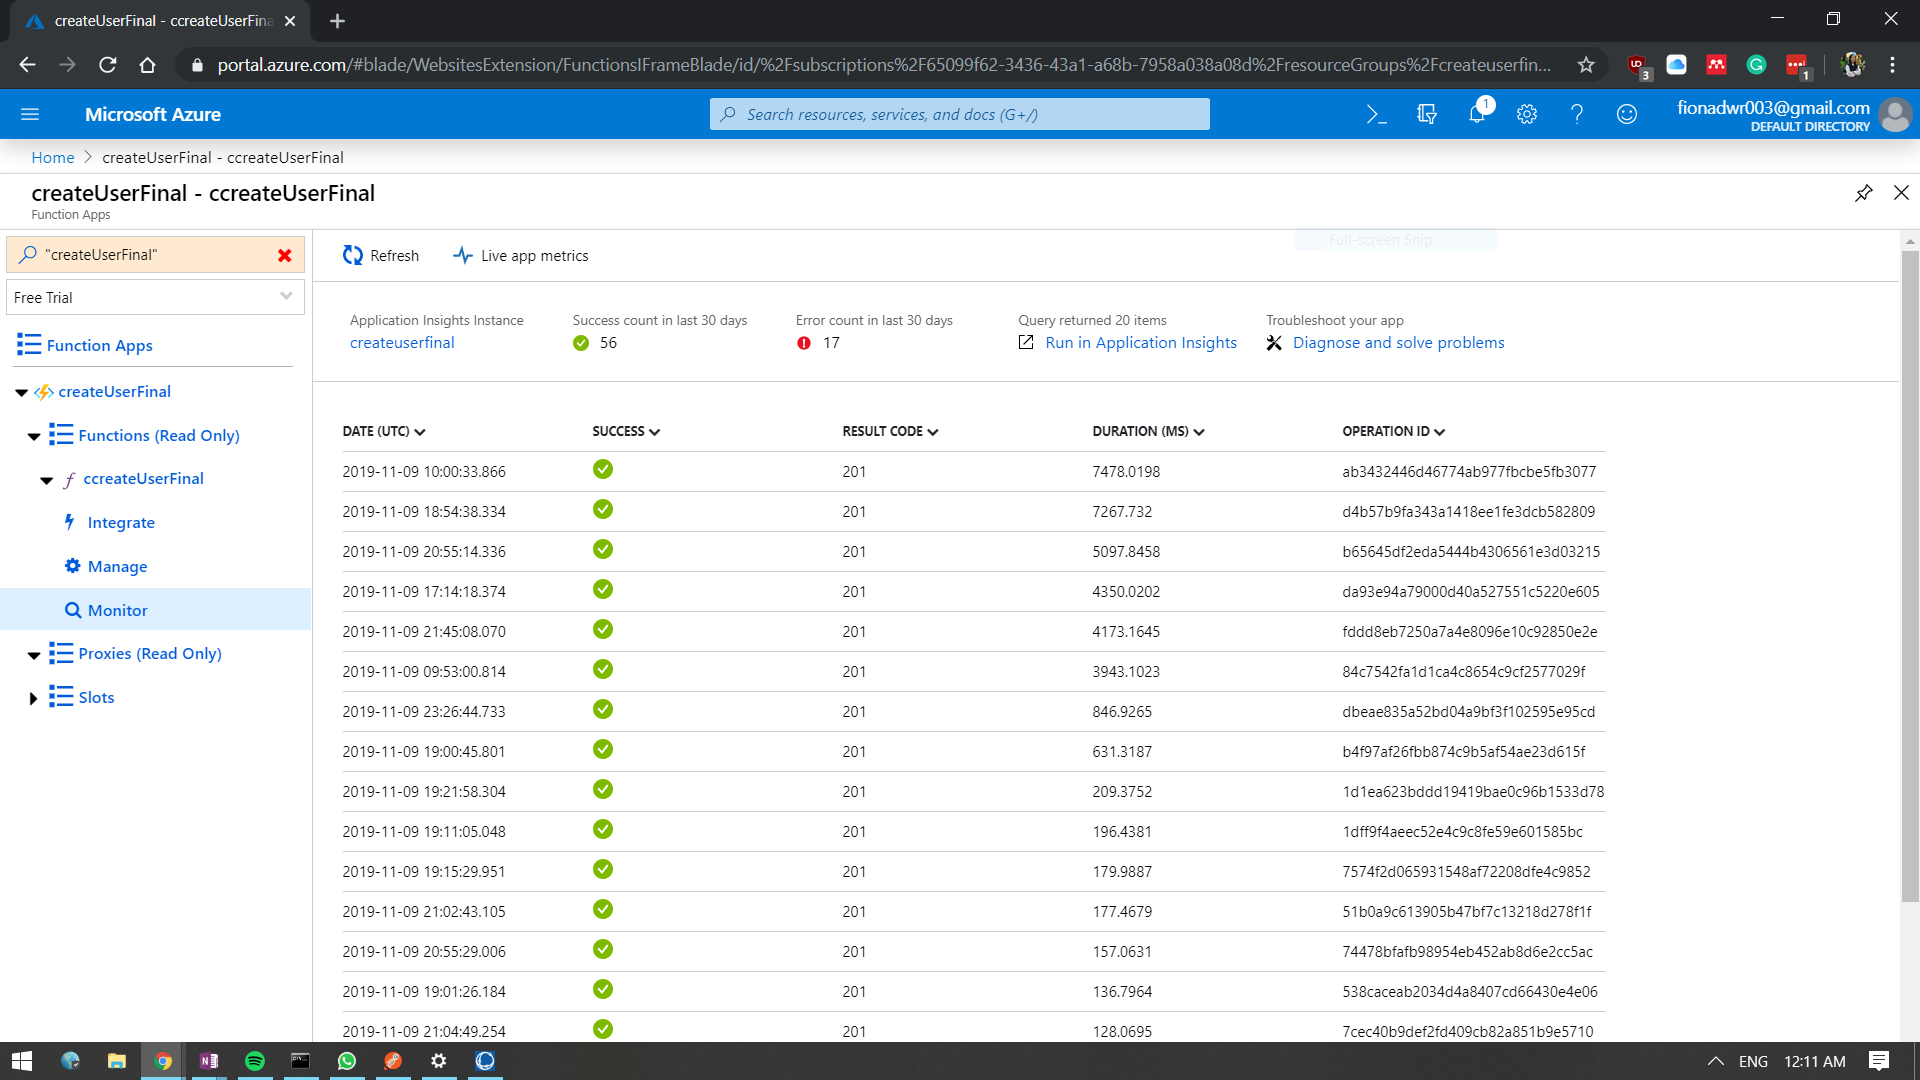 createUserFinal - ccreateUserFina
portal.azure.com/#blade/WebsitesExtension/FunctionsIFrameBlade/id/%2Fsubscriptions%2F65099f62-3436-43a1-a68b-7958a038a08d%2FresourceGroups%2Fcreateuserfin...
3
1
Microsoft Azure
Search resources, services, and docs (G+/)
1
fionadwr003@gmail.com
DEFAULT DIRECTORY
Home > createUserFinal - ccreateUserFinal
createUserFinal - ccreateUserFinal
Function Apps
"createUserFinal"
Free Trial
Function Apps
createUserFinal
Functions (Read Only)
ccreateUserFinal
Integrate
Manage
Monitor
Proxies (Read Only)
Slots
Refresh
Live app metrics
Full-screen Snip
Application Insights Instance
createuserfinal
Success count in last 30 days
56
Error count in last 30 days
17
Query returned 20 items
Run in Application Insights
Troubleshoot your app
Diagnose and solve problems
DATE (UTC) SUCCESS RESULT CODE DURATION (MS) OPERATION ID
2019-11-09 10:00:33.866 201 7478.0198 ab3432446d46774ab977fbcbe5fb3077
2019-11-09 18:54:38.334 201 7267.732 d4b57b9fa343a1418ee1fe3dcb582809
2019-11-09 20:55:14.336 201 5097.8458 b65645df2eda5444b4306561e3d03215
2019-11-09 17:14:18.374 201 4350.0202 da93e94a79000d40a527551c5220e605
2019-11-09 21:45:08.070 201 4173.1645 fddd8eb7250a7a4e8096e10c92850e2e
2019-11-09 09:53:00.814 201 3943.1023 84c7542fa1d1ca4c8654c9cf2577029f
2019-11-09 23:26:44.733 201 846.9265 dbeae835a52bd04a9bf3f102595e95cd
2019-11-09 19:00:45.801 201 631.3187 b4f97af26fbb874c9b5af54ae23d615f
2019-11-09 19:21:58.304 201 209.3752 1d1ea623bddd19419bae0c96b1533d78
2019-11-09 19:11:05.048 201 196.4381 1dff9f4aeec52e4c9c8fe59e601585bc
2019-11-09 19:15:29.951 201 179.9887 7574f2d065931548af72208dfe4c9852
2019-11-09 21:02:43.105 201 177.4679 51b0a9c613905b47bf7c13218d278f1f
2019-11-09 20:55:29.006 201 157.0631 74478bfafb98954eb452ab8d6e2cc5ac
2019-11-09 19:01:26.184 201 136.7964 538caceab2034d4a8407cd66430e4e06
2019-11-09 21:04:49.254 201 128.0695 7cec40b9def2fd409cb82a851b9e5710
ENG 12:11 AM